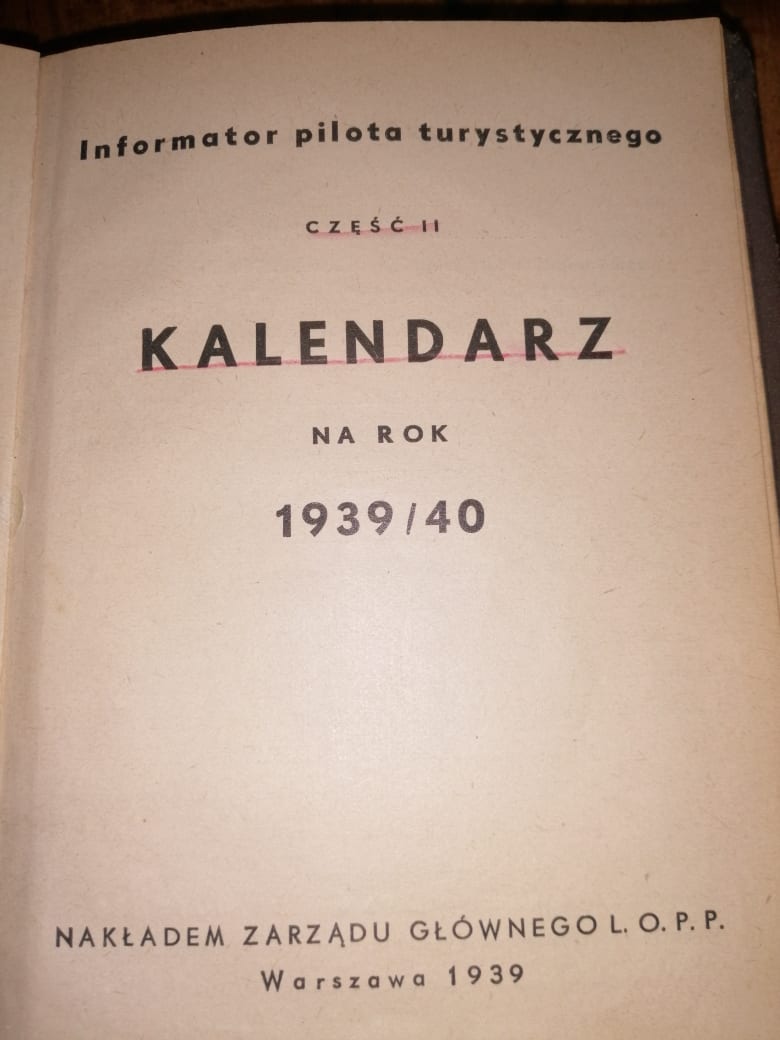 Informator pilota turystycznego
CZĘŚĆ II
KALENDARZ
NA ROK
1939/40
NAKŁADEM ZARZĄDU GŁÓWNEGO L. O. P. P.
Warszawa 1939